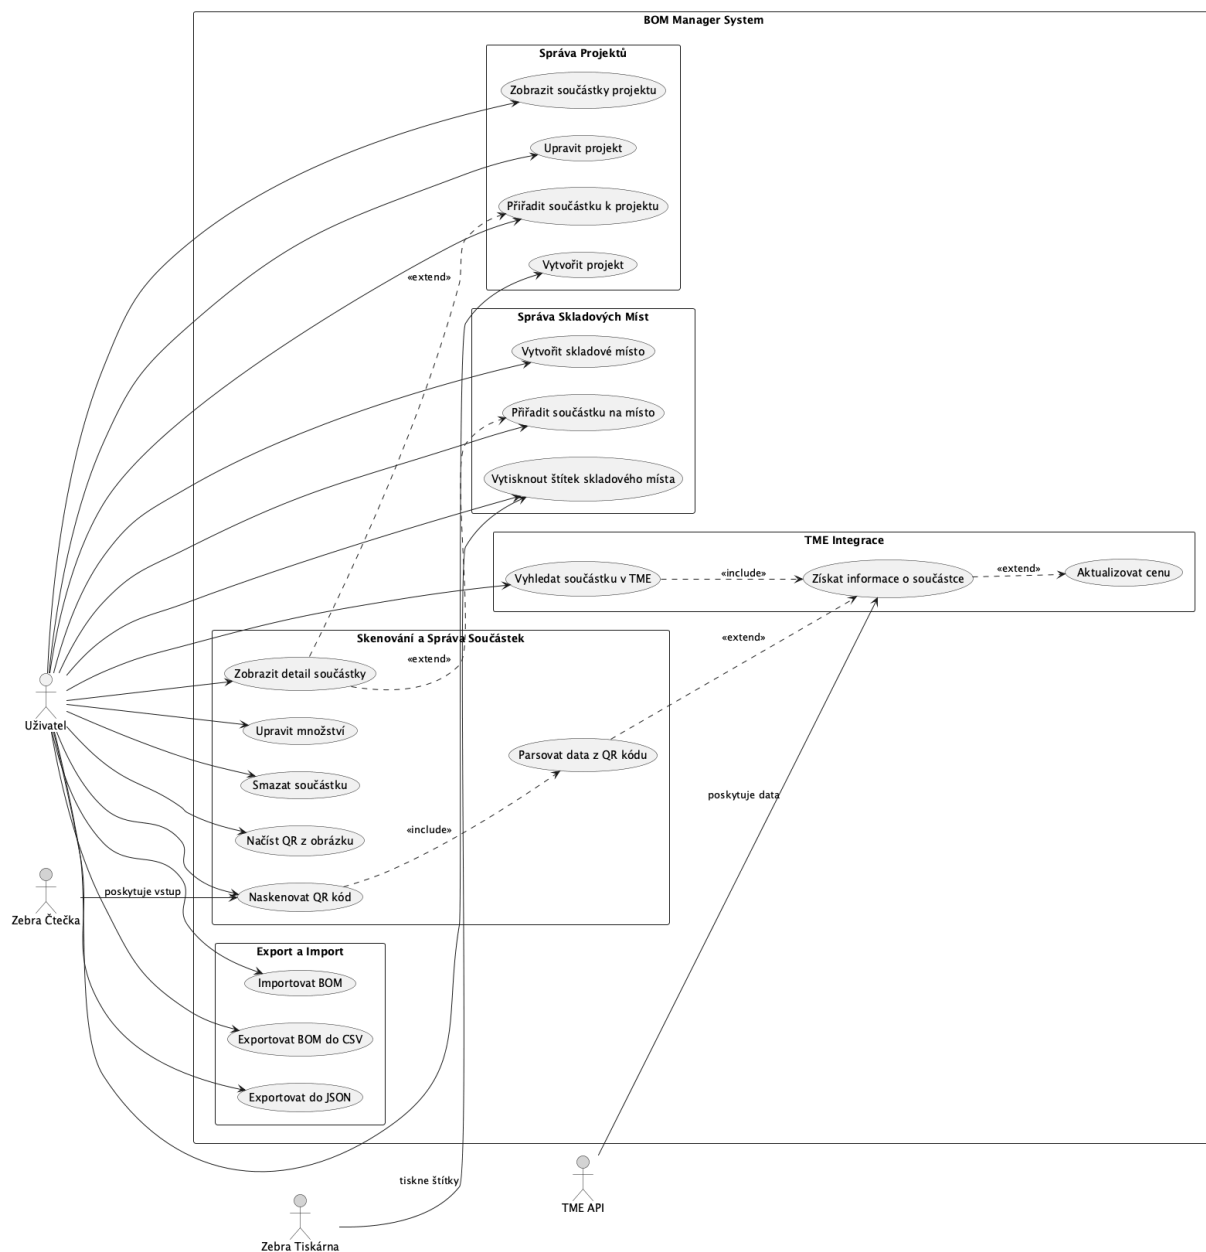 BOM Manager System
Správa Projektů
Zobrazit součástky projektu
Upravit projekt
Přiřadit součástku k projektu
«extend»
Vytvořit projekt
Správa Skladových Míst
Vytvořit skladové místo
Přiřadit součástku na místo
Vytisknout štítek skladového místa
TME Integrace
Vyhledat součástku v TME
«include»
Získat informace o součástce
«extend»
Aktualizovat cenu
Skenování a Správa Součástek
«extend»
«extend»
Zobrazit detail součástky
Uživatel
Upravit množství
Parsovat data z QR kódu
Smazat součástku
poskytuje data
Načíst QR z obrázku
«include»
poskytuje vstup
Naskenovat QR kód
Zebra Čtečka
Export a Import
Importovat BOM
Exportovat BOM do CSV
Exportovat do JSON
tiskne štítky
TME API
Zebra Tiskárna